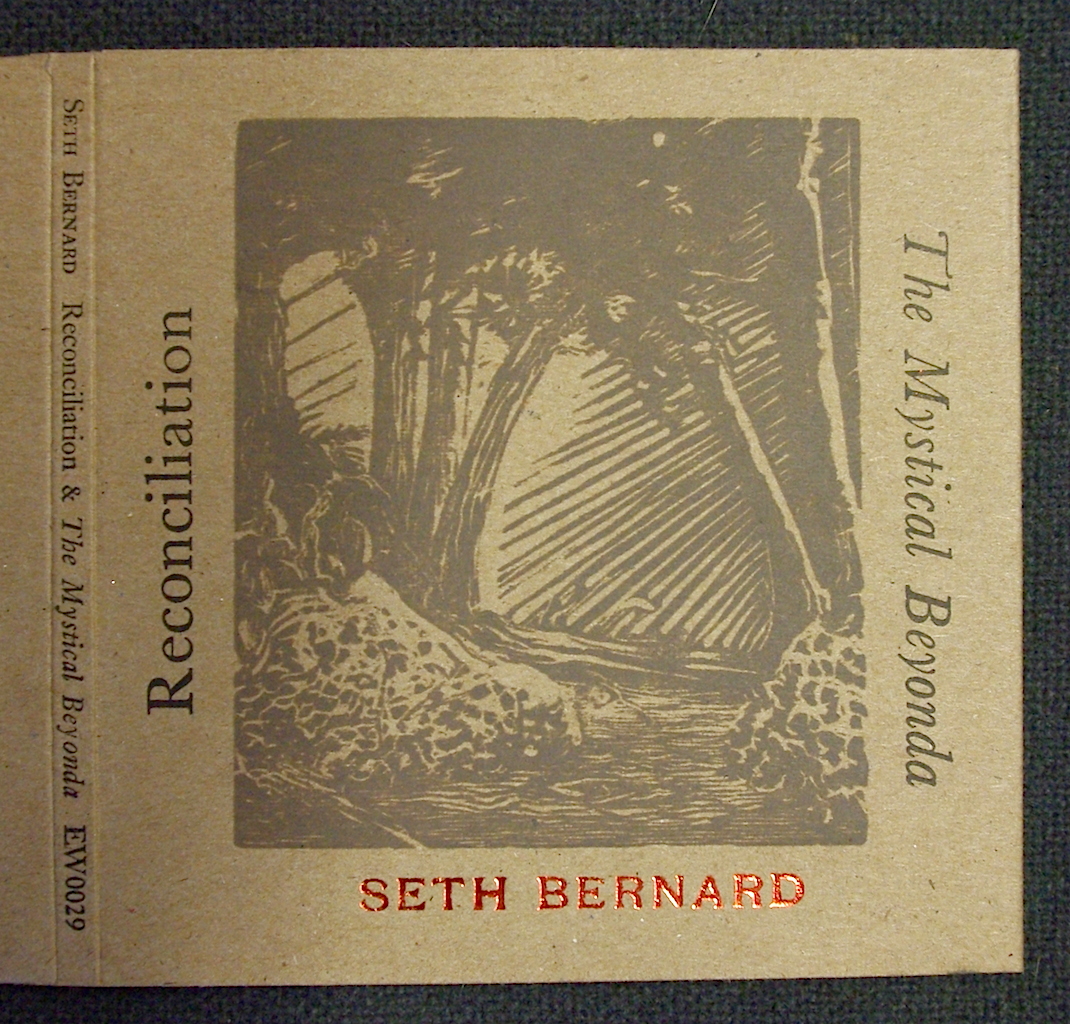 SETH BERNARD Reconciliation & The Mystical Beyonda EW0029
Reconciliation
The Mystical Beyonda
SETH BERNARD